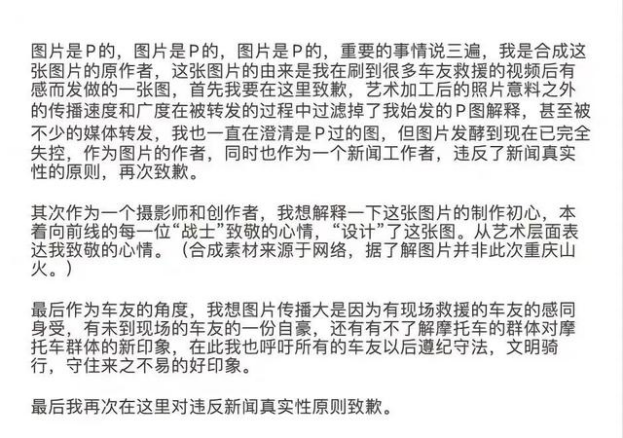 图片是P的，图片是P的，图片是P的，重要的事情说三遍，我是合成这
张图片的原作者，这张图片的由来是我在刷到很多车友救援的视频后有
感而发做的一张图，首先我要在这里致歉，艺术加工后的照片意料之外
的传播速度和广度在被转发的过程中过滤掉了我始发的P图解释，甚至被
不少的媒体转发，我也一直在澄清是P过的图，但图片发酵到现在已完全
失控，作为图片的作者，同时也作为一个新闻工作者，违反了新闻真实
性的原则，再次致歉。
其次作为一个摄影师和创作者，我想解释一下这张图片的制作初心，本
着向前线的每一位“战士”致敬的心情，“设计”了这张图。从艺术层面表
达我致敬的心情。（合成素材来源于网络，据了解图片并非此次重庆山
火。）
最后作为车友的角度，我想图片传播大是因为有现场救援的车友的感同
身受，有未到现场的车友的一份自豪，还有有不了解摩托车的群体对摩
托车群体的新印象，在此我也呼吁所有的车友以后遵纪守法，文明骑
行，守住来之不易的好印象。
最后我再次在这里对违反新闻真实性原则致歉。